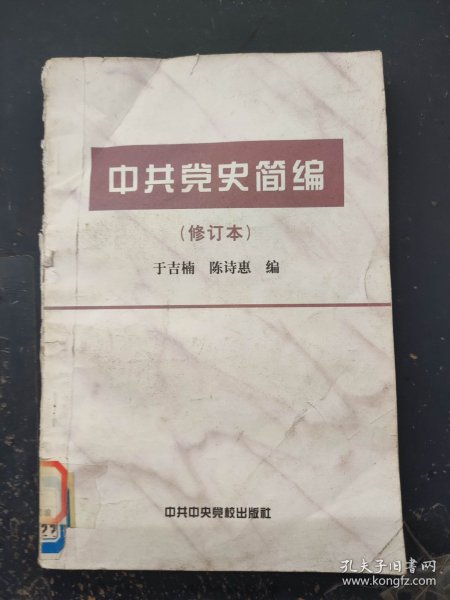 中共党史简编
(修订本)
于吉楠 陈诗惠 编
中共中央党校出版社
孔夫子旧书网
www.kongfz.com